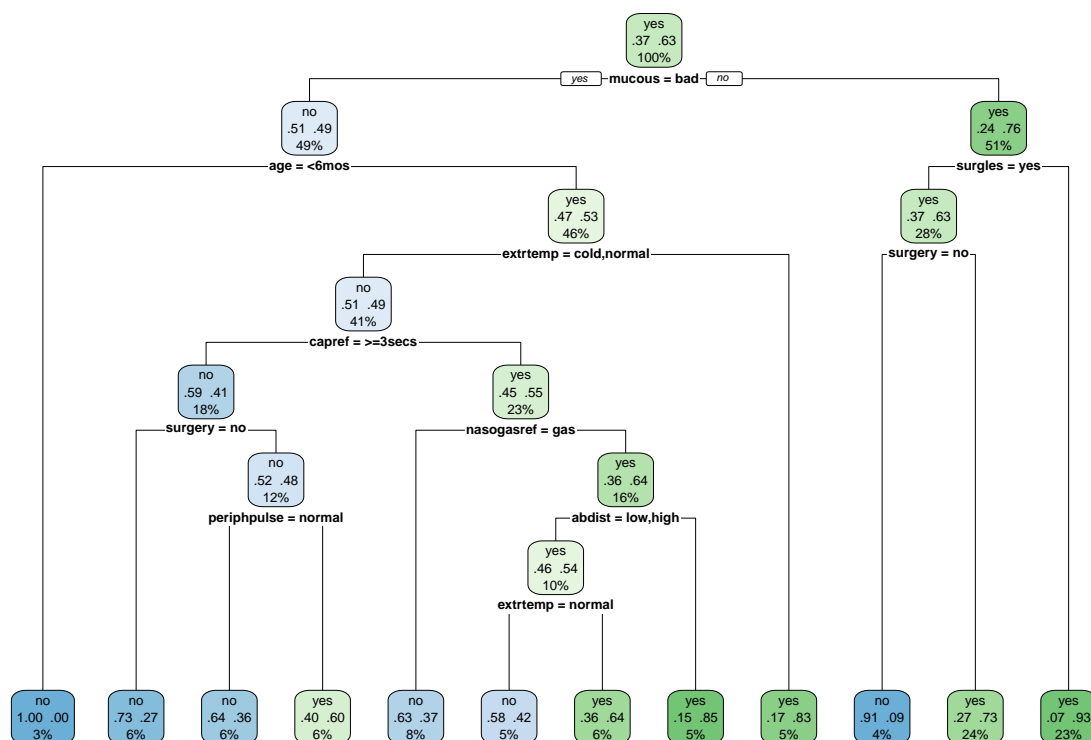 yes
.37 .63
100%
yes mucous = bad no
no
.51 .49
49%
age = <6mos
yes
.24 .76
51%
surgles = yes
yes
.47 .53
46%
extrtemp = cold,normal
yes
.37 .63
28%
surgery = no
no
.51 .49
41%
capref = >=3secs
no
.59 .41
18%
surgery = no
yes
.45 .55
23%
nasogasref = gas
no
.52 .48
12%
periphpulse = normal
yes
.36 .64
16%
abdist = low,high
yes
.46 .54
10%
extrtemp = normal
no
1.00 .00
3%
no
.73 .27
6%
no
.64 .36
6%
yes
.40 .60
6%
no
.63 .37
8%
no
.58 .42
5%
yes
.36 .64
6%
yes
.15 .85
5%
yes
.17 .83
5%
no
.91 .09
4%
yes
.27 .73
24%
yes
.07 .93
23%